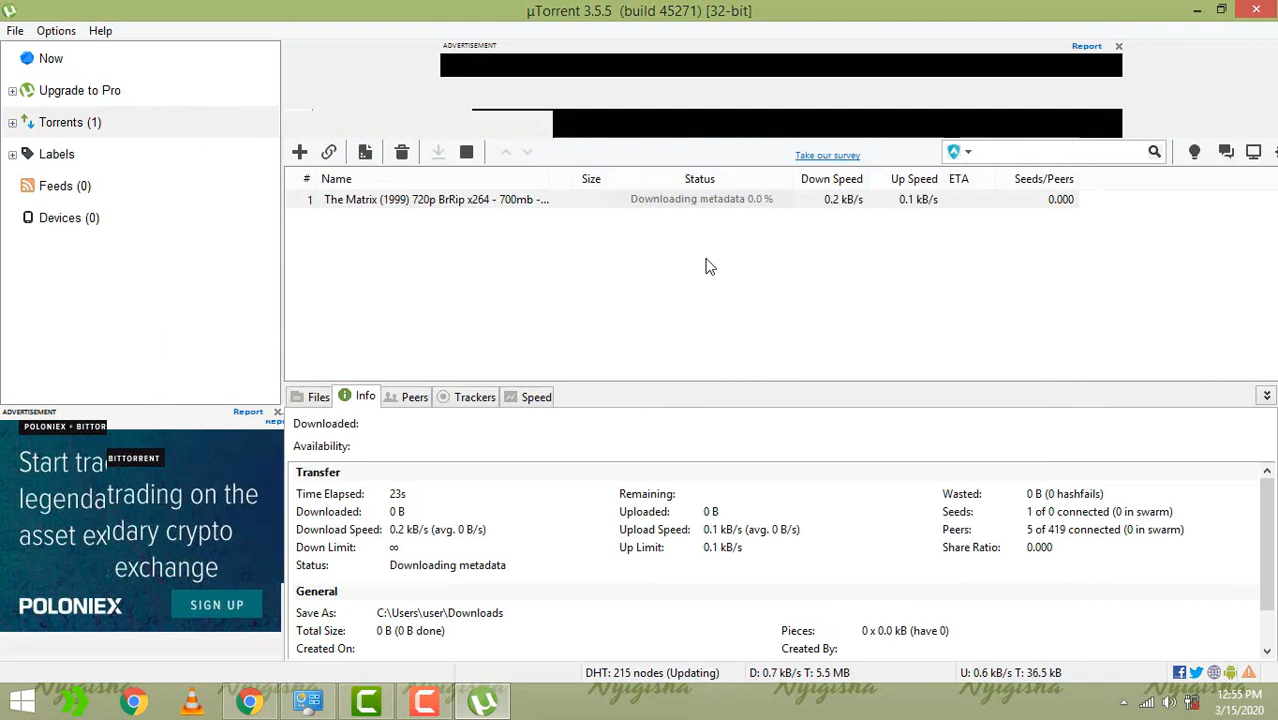 µTorrent 3.5.5 (build 45271) [32-bit]
File Options Help
Now
Upgrade to Pro
Torrents (1)
Labels
Feeds (0)
Devices (0)
ADVERTISEMENT Report
Take our survey
# Name Size Status Down Speed Up Speed ETA Seeds/Peers
1 The Matrix (1999) 720p BrRip x264 - 700mb -... Downloading metadata 0.0 % 0.2 kB/s 0.1 kB/s 0.000
Files Info Peers Trackers Speed
Downloaded:
Availability:
Transfer
Time Elapsed: 23s Remaining: Wasted: 0 B (0 hashfails)
Downloaded: 0 B Uploaded: 0 B Seeds: 1 of 0 connected (0 in swarm)
Download Speed: 0.2 kB/s (avg. 0 B/s) Upload Speed: 0.1 kB/s (avg. 0 B/s) Peers: 5 of 419 connected (0 in swarm)
Down Limit: ∞ Up Limit: 0.1 kB/s Share Ratio: 0.000
Status: Downloading metadata
General
Save As: C:\Users\user\Downloads
Total Size: 0 B (0 B done) Pieces: 0 x 0.0 kB (have 0)
Created On: Created By:
ADVERTISEMENT Report
POLONIEX + BITTOR
BITTORRENT
Start tra
legenda trading on the
asset ex dary crypto
exchange
POLONIEX SIGN UP
DHT: 215 nodes (Updating) D: 0.7 kB/s T: 5.5 MB U: 0.6 kB/s T: 36.5 kB
12:55 PM
3/15/2020